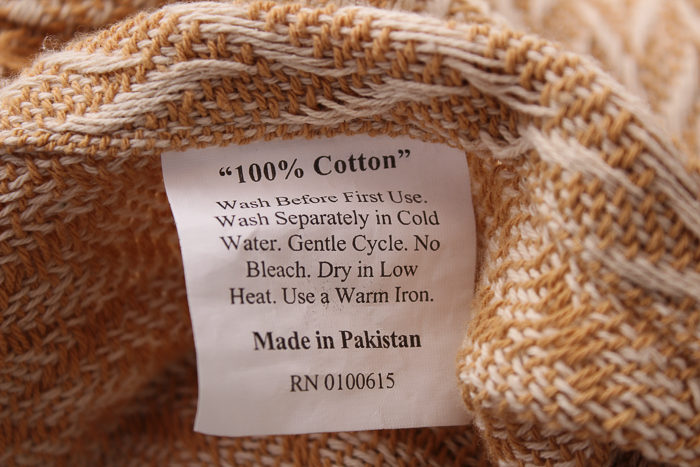 “100% Cotton”
Wash Before First Use.
Wash Separately in Cold
Water. Gentle Cycle. No
Bleach. Dry in Low
Heat. Use a Warm Iron.
Made in Pakistan
RN 0100615